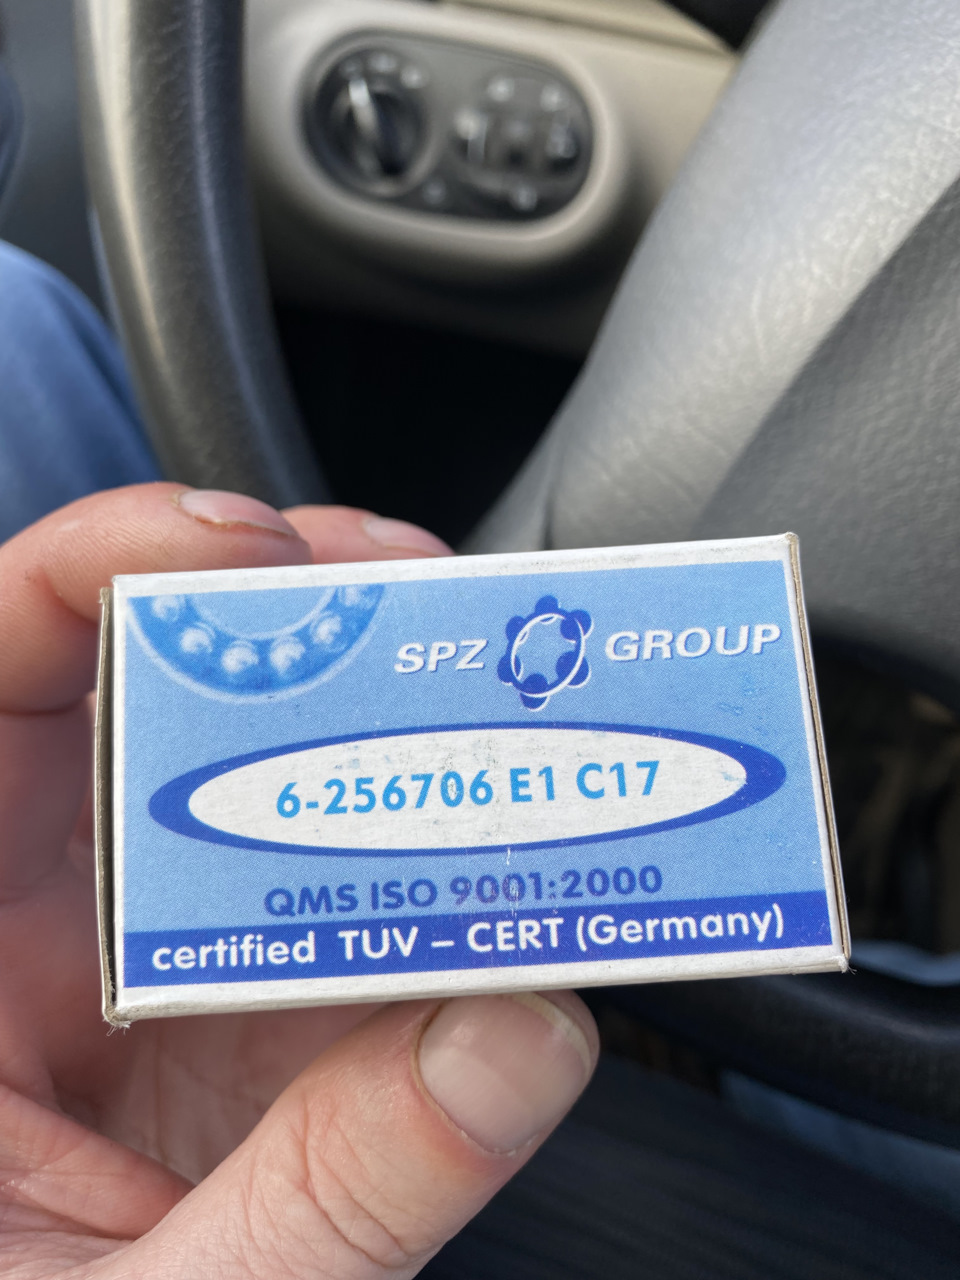 SPZ GROUP
6-256706 E1 C17
QMS ISO 9001:2000
certified TUV – CERT (Germany)